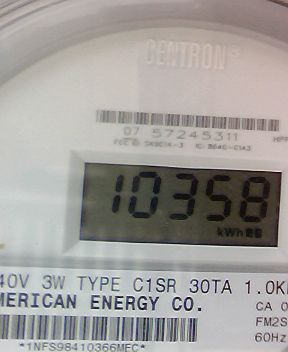 CENTRON®
07 57245311
10358
kWh
40V 3W TYPE C1SR 30TA 1.0K
MERICAN ENERGY CO.
CA 0
FM2S
60Hz
*1NFS98410366MEC*